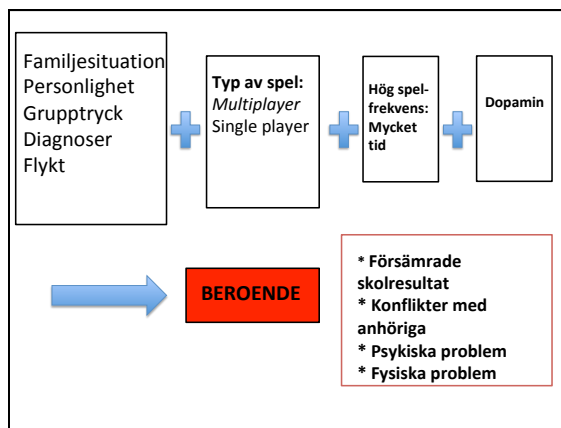 Familjesituation
Personlighet
Grupptryck
Diagnoser
Flykt
Typ av spel:
Multiplayer
Single player
Hög spel-
frekvens:
Mycket
tid
Dopamin
BEROENDE
* Försämrade
skolresultat
* Konflikter med
anhöriga
* Psykiska problem
* Fysiska problem